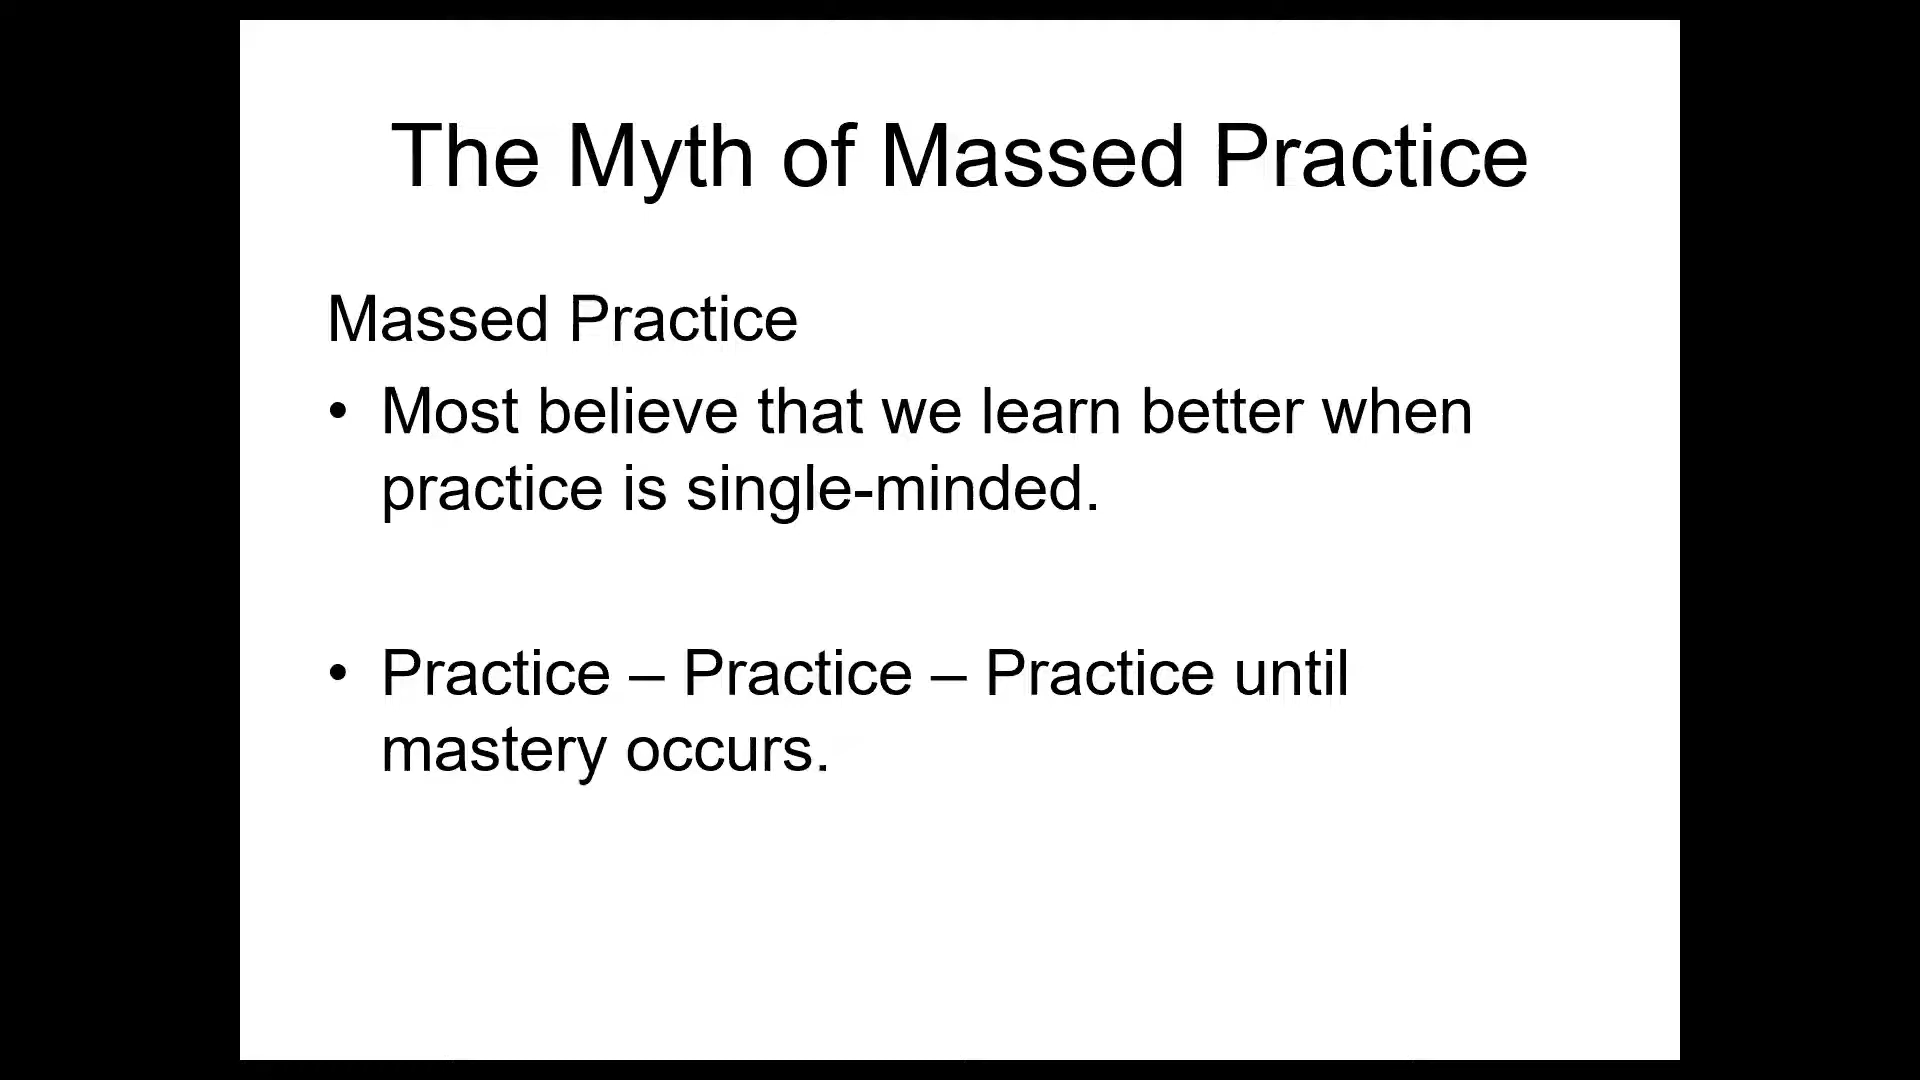 The Myth of Massed Practice
Massed Practice
• Most believe that we learn better when
practice is single-minded.
• Practice – Practice – Practice until
mastery occurs.